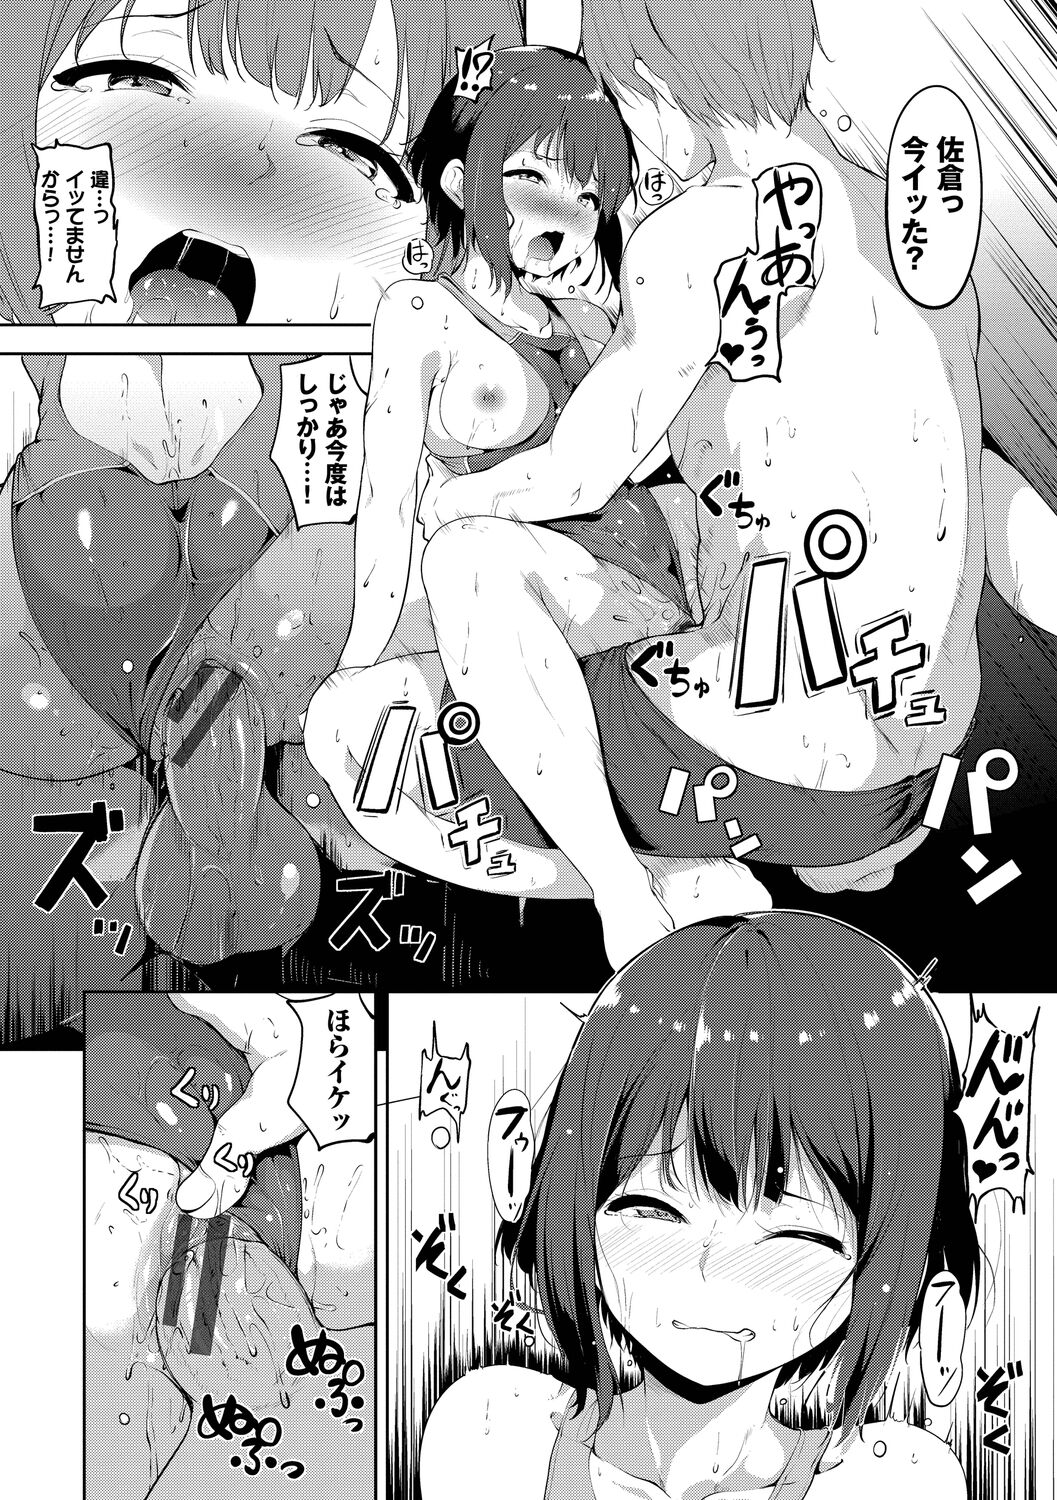 佐倉っ
今イッた?
やっあ
んぅっ♥
!?
はっ
はっ
違…っ
イッてません
からっ…!
ぐちゅ
パチュ
ぐちゅ
パチュ
パン
パン
じゃあ今度は
しっかり…!
ズッ
ズッ
んんっ♥
んぐっ
フゥーッ
フーッ
ぞく
ぞく
ぞく
ほらイケッ
くりっ
くりっ
くりっ
ぬぷっ
ぬぷっ